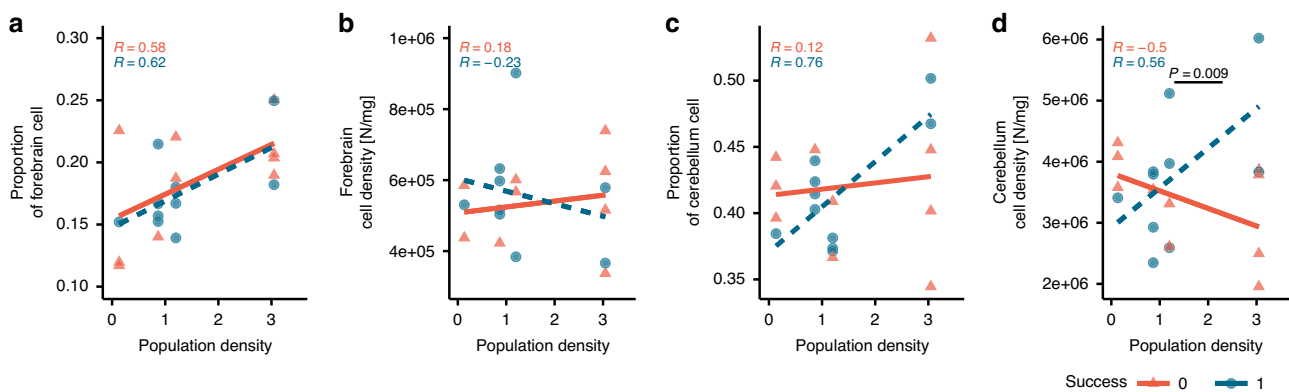 a
R = 0.58
R = 0.62
Proportion
of forebrain cell
0.30
0.25
0.20
0.15
0.10
0 1 2 3
Population density
b
R = 0.18
R = −0.23
Forebrain
cell density [N/mg]
1e+06
8e+05
6e+05
4e+05
0 1 2 3
Population density
c
R = 0.12
R = 0.76
Proportion
of cerebellum cell
0.50
0.45
0.40
0.35
0 1 2 3
Population density
d
R = −0.5
R = 0.56
P = 0.009
Cerebellum
cell density [N/mg]
6e+06
5e+06
4e+06
3e+06
2e+06
0 1 2 3
Population density
Success 0 1